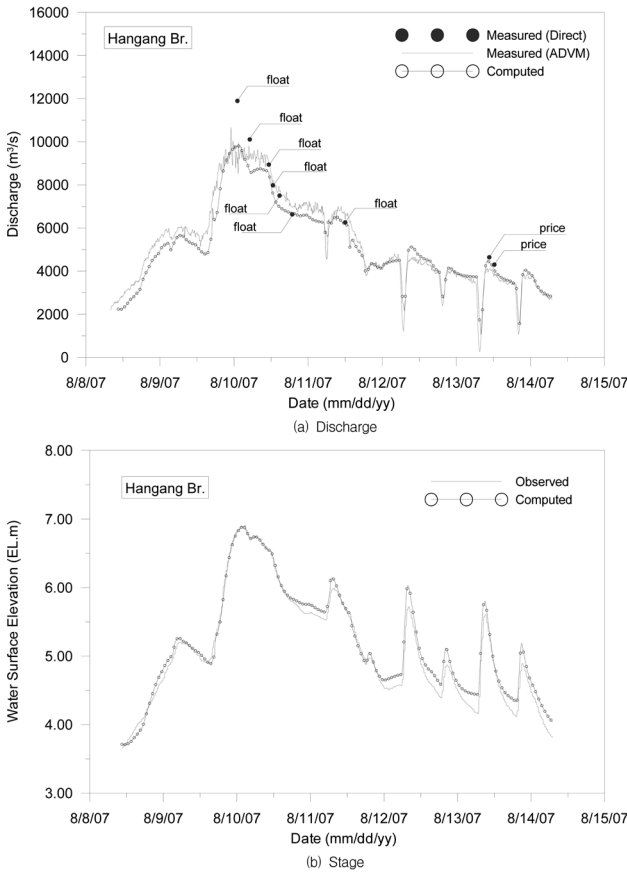 16000
14000
12000
10000
8000
6000
4000
2000
0
Discharge (m³/s)
Hangang Br.
Measured (Direct)
Measured (ADVM)
Computed
float
float
float
float
float
float
float
price
price
8/8/07 8/9/07 8/10/07 8/11/07 8/12/07 8/13/07 8/14/07 8/15/07
Date (mm/dd/yy)
(a) Discharge
8.00
7.00
6.00
5.00
4.00
3.00
Water Surface Elevation (EL.m)
Hangang Br.
Observed
Computed
8/8/07 8/9/07 8/10/07 8/11/07 8/12/07 8/13/07 8/14/07 8/15/07
Date (mm/dd/yy)
(b) Stage